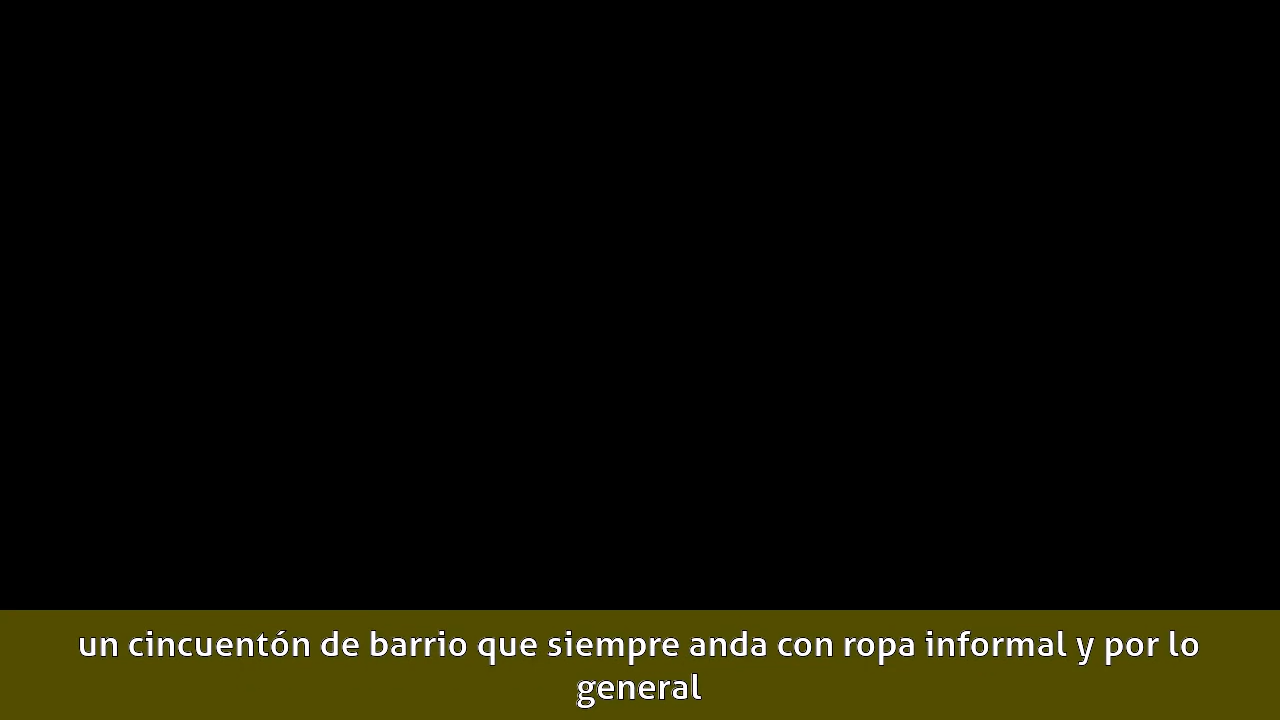 un cincuentón de barrio que siempre anda con ropa informal y por lo
general